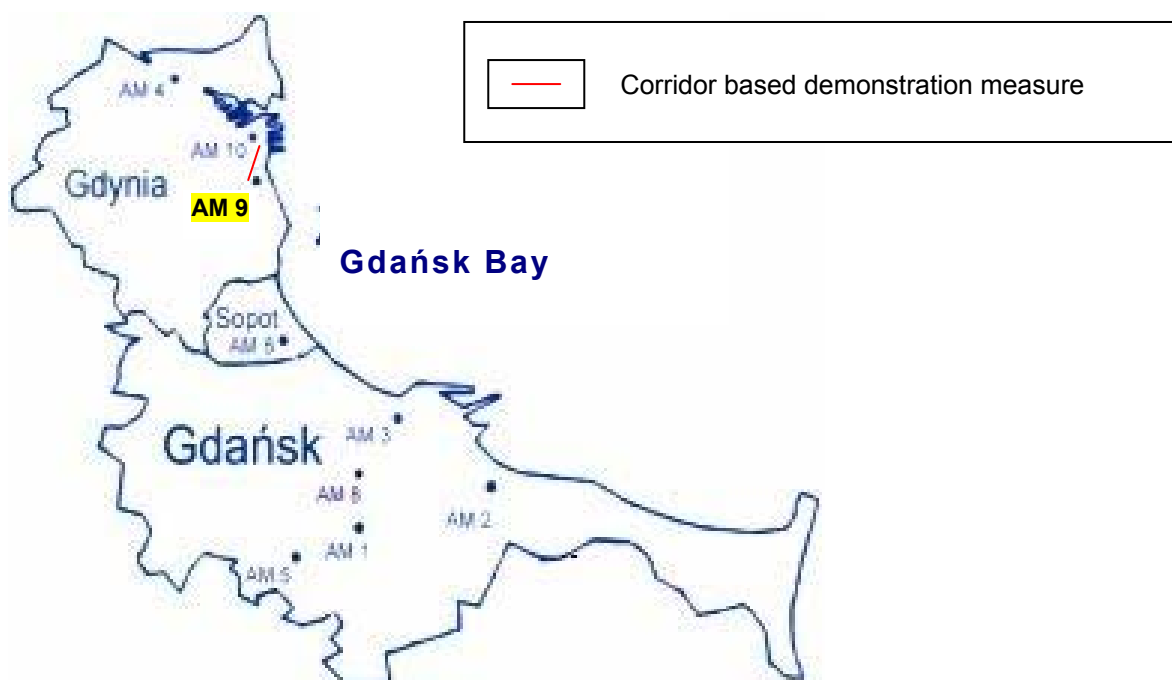 Corridor based demonstration measure
AM 4
AM 10
Gdynia
AM 9
Gdańsk Bay
Sopot
AM 6
AM 3
Gdańsk
AM 8
AM 2
AM 1
AM 5